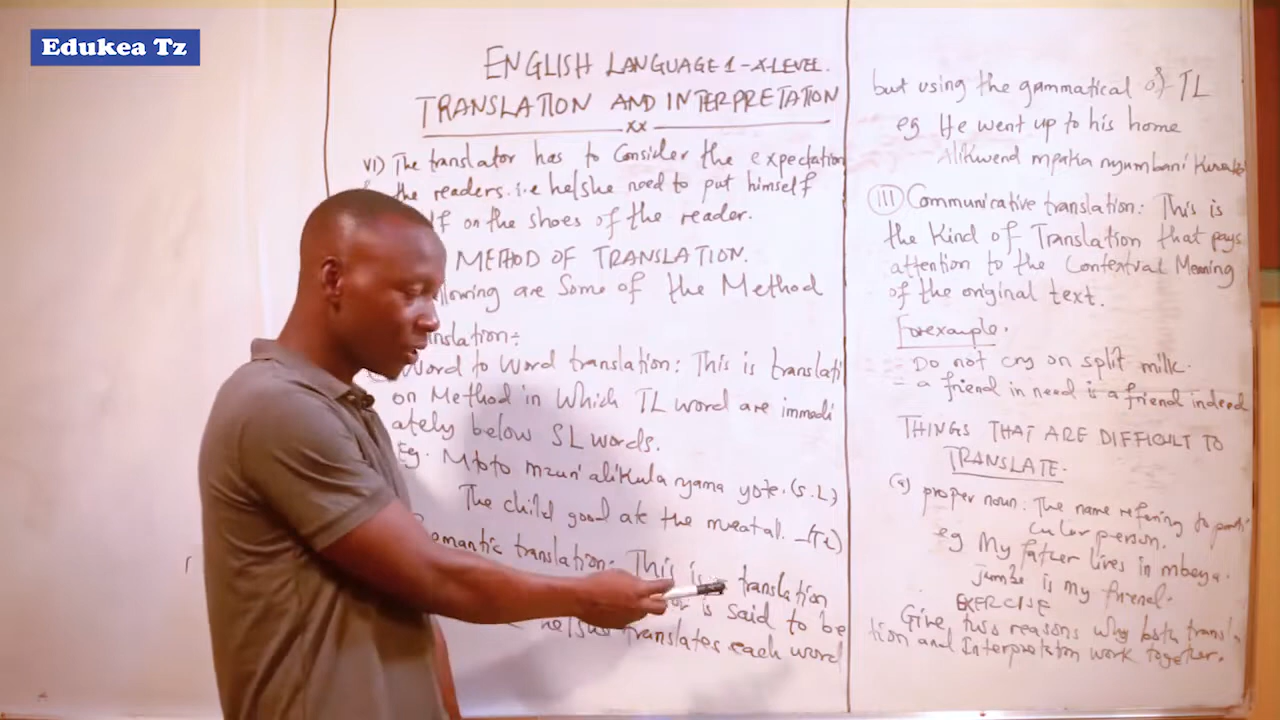 Edukea Tz
ENGLISH LANGUAGE 1 - A-LEVEL.
TRANSLATION AND INTERPRETATION
xx
VI) The translator has to Consider the expectation
the readers. i.e he/she need to put himself
on the shoes of the reader.
METHOD OF TRANSLATION.
are Some of the Method
Word to Word translation: This is translati
on Method in Which TL word are immedi
ately below SL words.
Eg. Mtoto mzuri alikula nyama yote. (S.L)
The child good ate the meat all. - (TL)
translation: This is translation
is said to be
translates each word
but using the grammatical of TL
eg He went up to his home
mpaka nyumbani
III Communicative translation: This is
the Kind of Translation that pays
attention to the Contextual Meaning
of the original text.
Forexample.
- Do not cry on split milk.
- a friend in need is a friend indeed
THINGS THAT ARE DIFFICULT TO
TRANSLATE.
(a) proper noun: The name refering to parti
cular person.
eg My father lives in mbeya.
Jumbe is my friend.
EXERCISE
Give two reasons why both transla
tion and Interpretation work together.